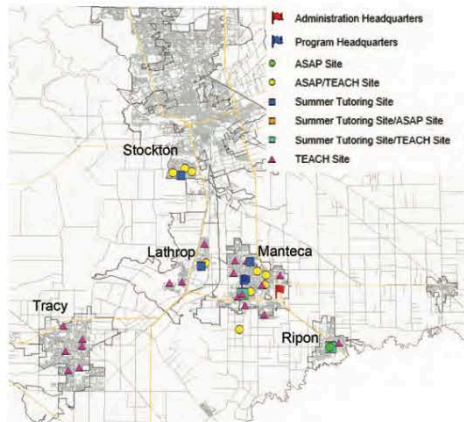 Administration Headquarters
Program Headquarters
ASAP Site
ASAP/TEACH Site
Summer Tutoring Site
Summer Tutoring Site/ASAP Site
Summer Tutoring Site/TEACH Site
TEACH Site
Stockton
Lathrop
Manteca
Tracy
Ripon